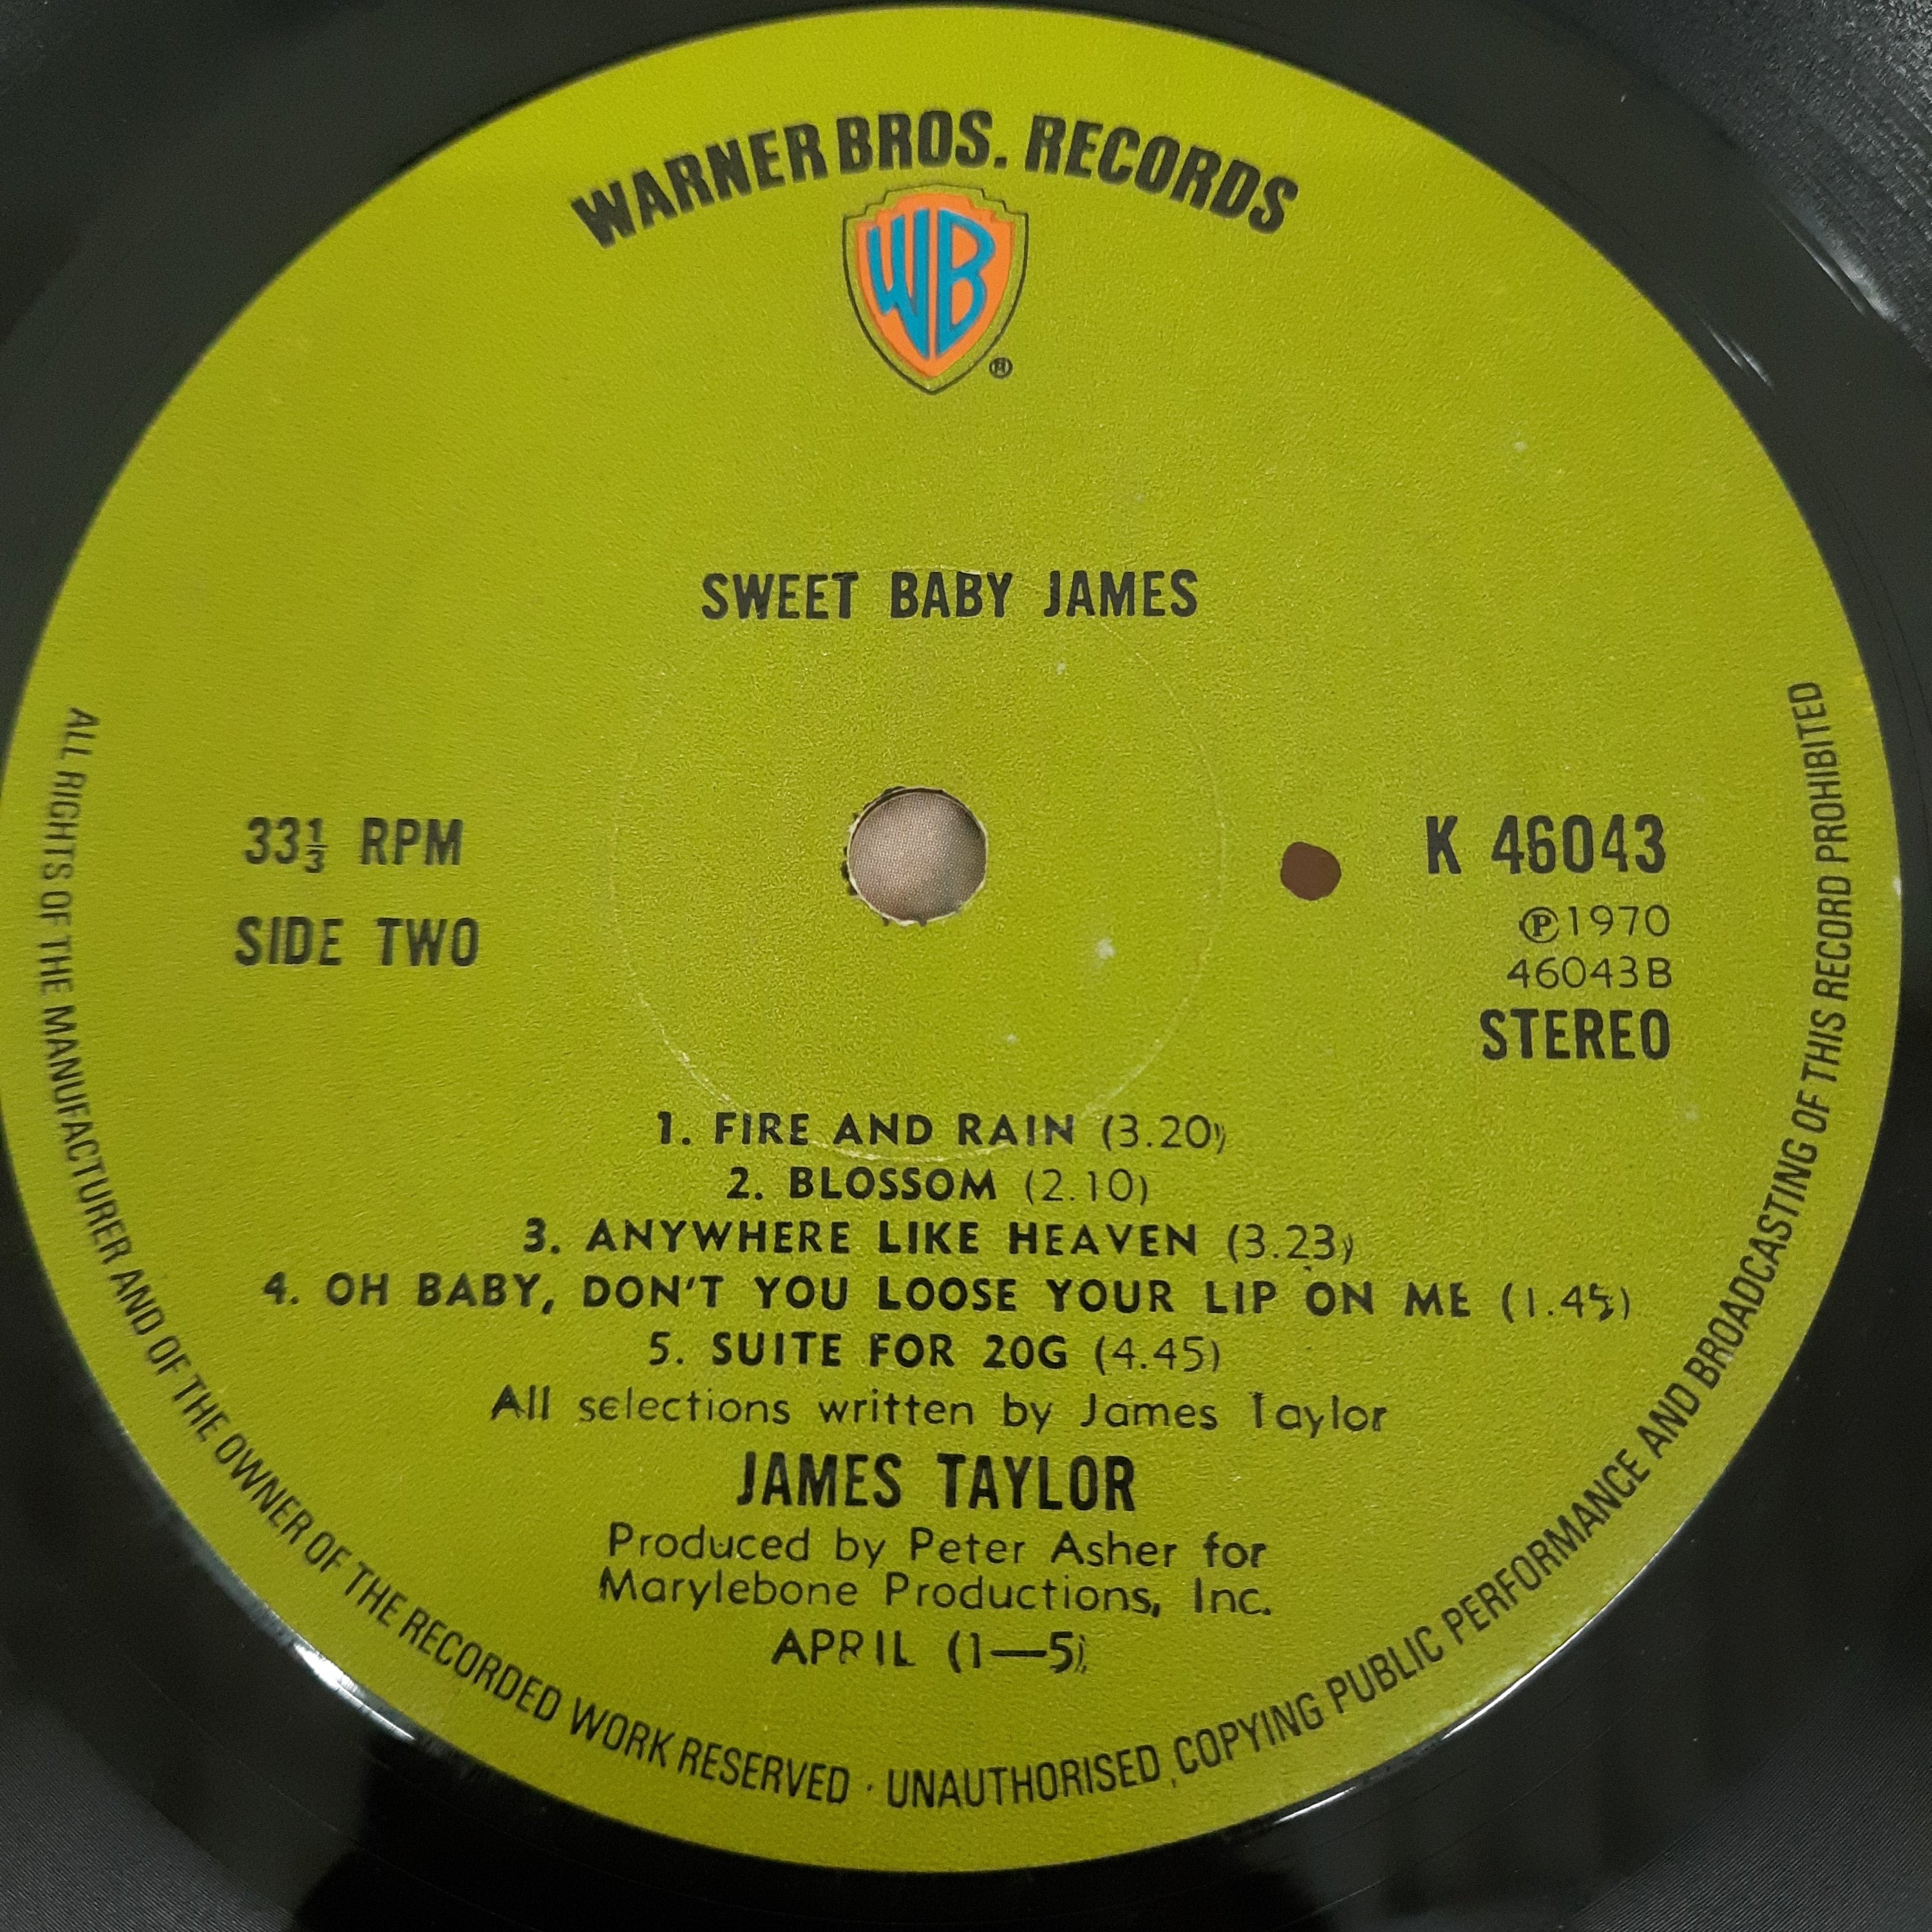 WARNER BROS. RECORDS
WB
®
SWEET BABY JAMES
33⅓ RPM
SIDE TWO
K 46043
℗1970
46043B
STEREO
1. FIRE AND RAIN (3.20)
2. BLOSSOM (2.10)
3. ANYWHERE LIKE HEAVEN (3.23)
4. OH BABY, DON'T YOU LOOSE YOUR LIP ON ME (1.45)
5. SUITE FOR 20G (4.45)
All selections written by James Taylor
JAMES TAYLOR
Produced by Peter Asher for
Marylebone Productions, Inc.
APRIL (1—5)
ALL RIGHTS OF THE MANUFACTURER AND OF THE OWNER OF THE RECORDED WORK RESERVED · UNAUTHORISED, COPYING PUBLIC PERFORMANCE AND BROADCASTING OF THIS RECORD PROHIBITED